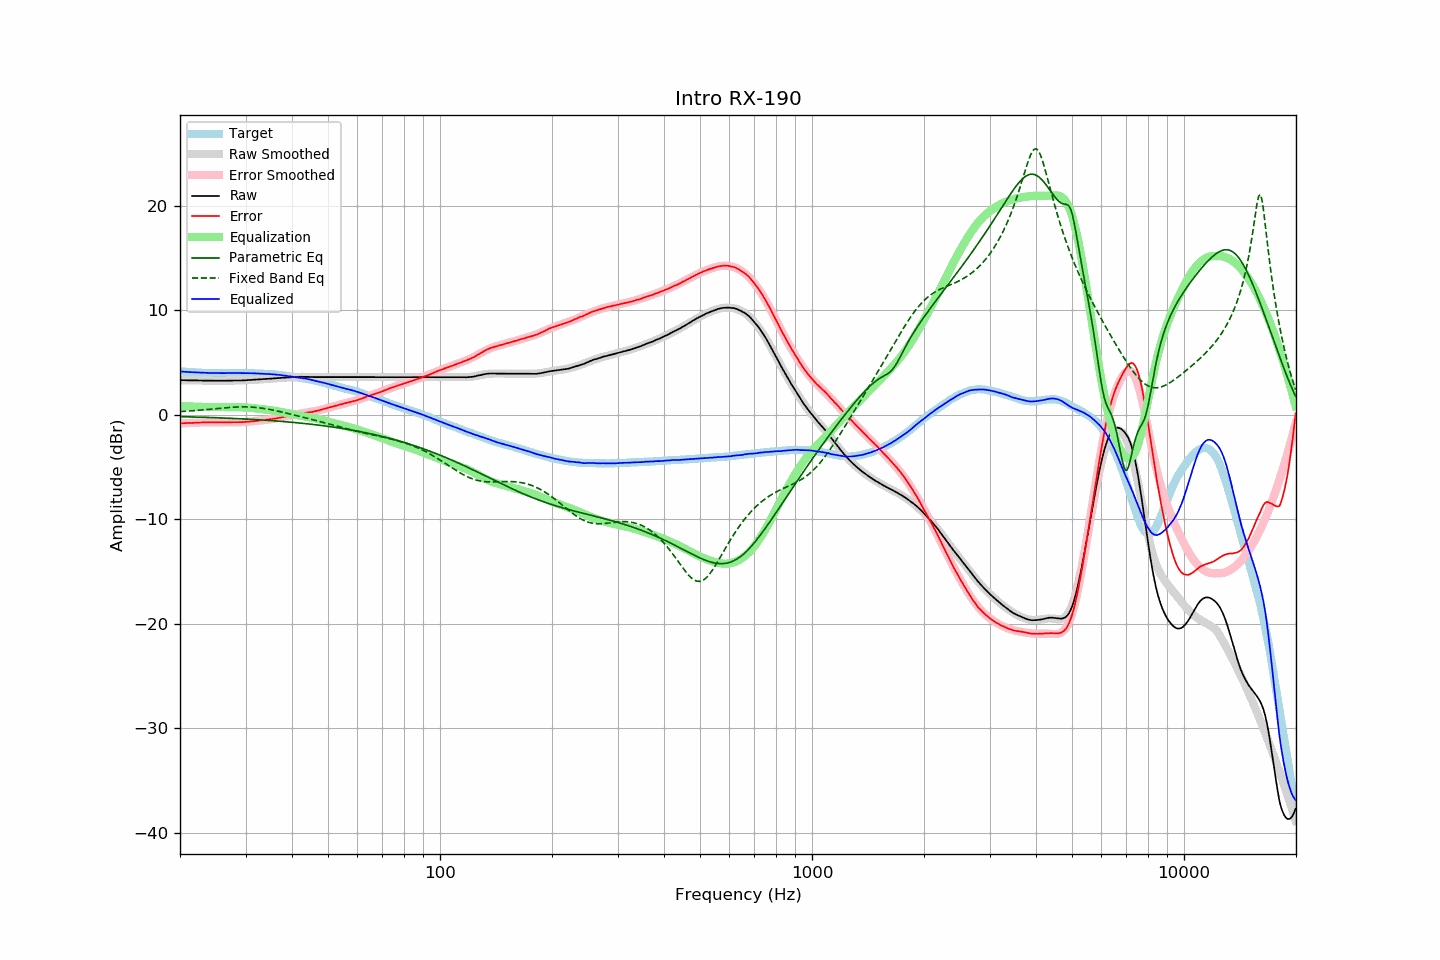 Intro RX-190
Target
Raw Smoothed
Error Smoothed
Raw
Error
Equalization
Parametric Eq
Fixed Band Eq
Equalized
20
10
0
−10
−20
−30
−40
Amplitude (dBr)
100
1000
10000
Frequency (Hz)